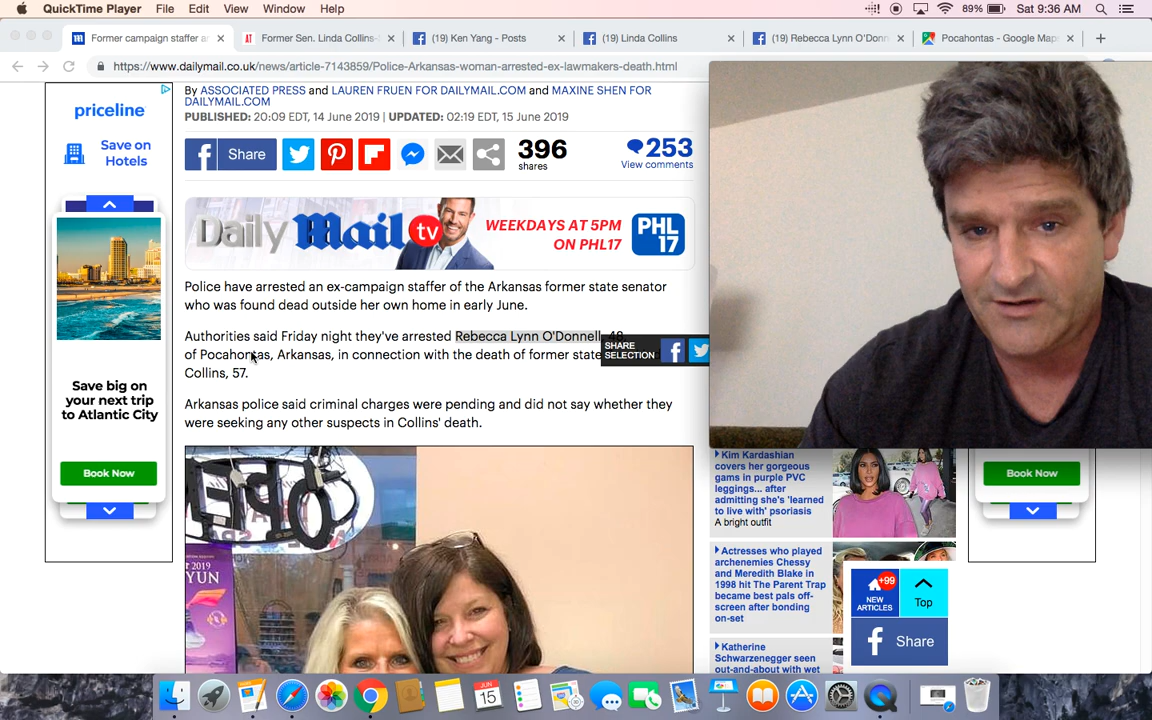 QuickTime Player File Edit View Window Help
89% Sat 9:36 AM
Former campaign staffer a
Former Sen. Linda Collins-
(19) Ken Yang - Posts
(19) Linda Collins
(19) Rebecca Lynn O'Donn
Pocahontas - Google Map
https://www.dailymail.co.uk/news/article-7143859/Police-Arkansas-woman-arrested-ex-lawmakers-death.html
By ASSOCIATED PRESS and LAUREN FRUEN FOR DAILYMAIL.COM and MAXINE SHEN FOR
DAILYMAIL.COM
PUBLISHED: 20:09 EDT, 14 June 2019 | UPDATED: 02:19 EDT, 15 June 2019
Share
396
shares
253
View comments
priceline
Save on
Hotels
Save big on
your next trip
to Atlantic City
Book Now
Daily Mail tv
WEEKDAYS AT 5PM
ON PHL17
PHL
17
Police have arrested an ex-campaign staffer of the Arkansas former state senator
who was found dead outside her own home in early June.
Authorities said Friday night they've arrested Rebecca Lynn O'Donnell, 48,
of Pocahontas, Arkansas, in connection with the death of former state
Collins, 57.
SHARE
SELECTION
Arkansas police said criminal charges were pending and did not say whether they
were seeking any other suspects in Collins' death.
2019
YUN
Kim Kardashian
covers her gorgeous
gams in purple PVC
leggings... after
admitting she's 'learned
to live with' psoriasis
A bright outfit
Actresses who played
archenemies Chessy
and Meredith Blake in
1998 hit The Parent Trap
became best pals off-
screen after bonding
on-set
Katherine
Schwarzenegger seen
out-and-about with wet
Book Now
+99
NEW
ARTICLES
Top
Share
JUN
15